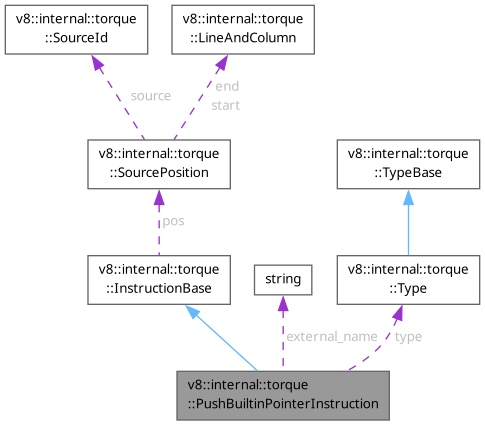 v8::internal::torque
::SourceId
v8::internal::torque
::LineAndColumn
source
end
start
v8::internal::torque
::SourcePosition
v8::internal::torque
::TypeBase
pos
v8::internal::torque
::InstructionBase
string
v8::internal::torque
::Type
external_name
type
v8::internal::torque
::PushBuiltinPointerInstruction